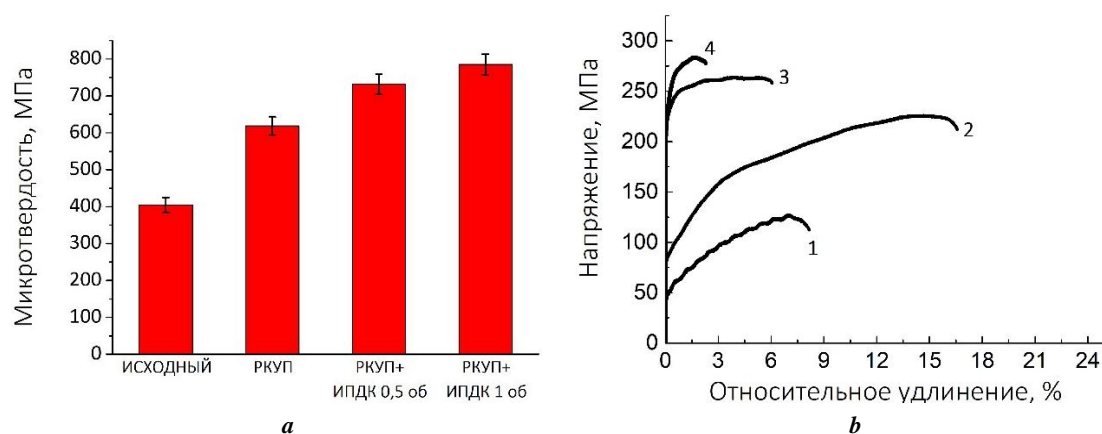 Микротвердость, МПа
800
700
600
500
400
300
200
100
0
ИСХОДНЫЙ
РКУП
РКУП+
ИПДК 0,5 об
РКУП+
ИПДК 1 об
a
Напряжение, МПа
300
250
200
150
100
50
0
4
3
2
1
0 3 6 9 12 15 18 21 24
Относительное удлинение, %
b